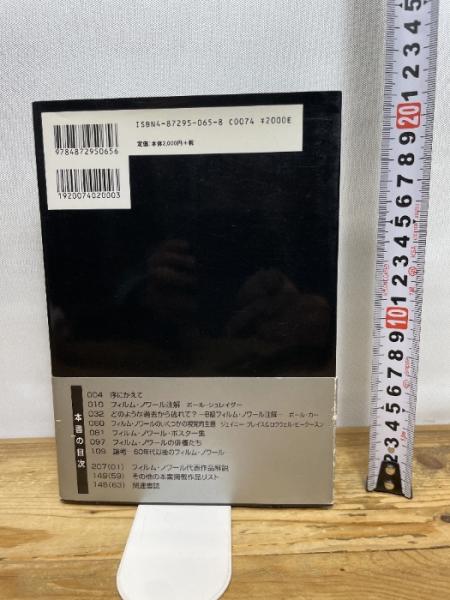 ISBN4-87295-065-8 C0074 ¥2000E
定価:本体2,000円+税
9784872950656
1920074020003
本書の目次
004 序にかえて
010 フィルム・ノワール注解 ポール・シュレイダー
032 どのような過去から逃れて?—B級フィルム・ノワール注解— ポール・カー
060 フィルム・ノワールのいくつかの視覚的主題 ジェイニー・プレイス&ロウウェル・ピータースン
081 フィルム・ノワール・ポスター集
097 フィルム・ノワールの俳優たち
109 論考 60年代以後のフィルム・ノワール
207(01) フィルム・ノワール代表作品解説
149(59) その他の本書掲載作品リスト
145(63) 関連書誌
20
1234567891012345678920123